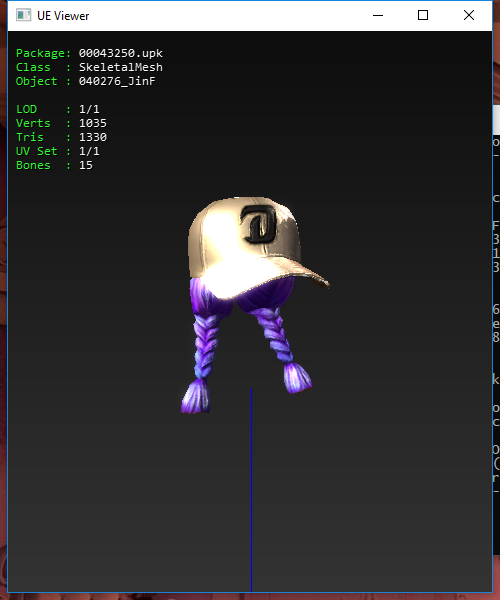 UE Viewer
Package: 00043250.upk
Class : SkeletalMesh
Object : 040276_JinF
LOD : 1/1
Verts : 1035
Tris : 1330
UV Set : 1/1
Bones : 15
D